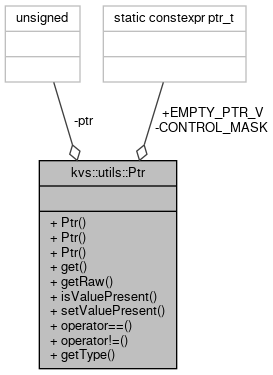 unsigned
static constexpr ptr_t
-ptr
+EMPTY_PTR_V
-CONTROL_MASK
kvs::utils::Ptr
+ Ptr()
+ Ptr()
+ Ptr()
+ get()
+ getRaw()
+ isValuePresent()
+ setValuePresent()
+ operator==()
+ operator!=()
+ getType()